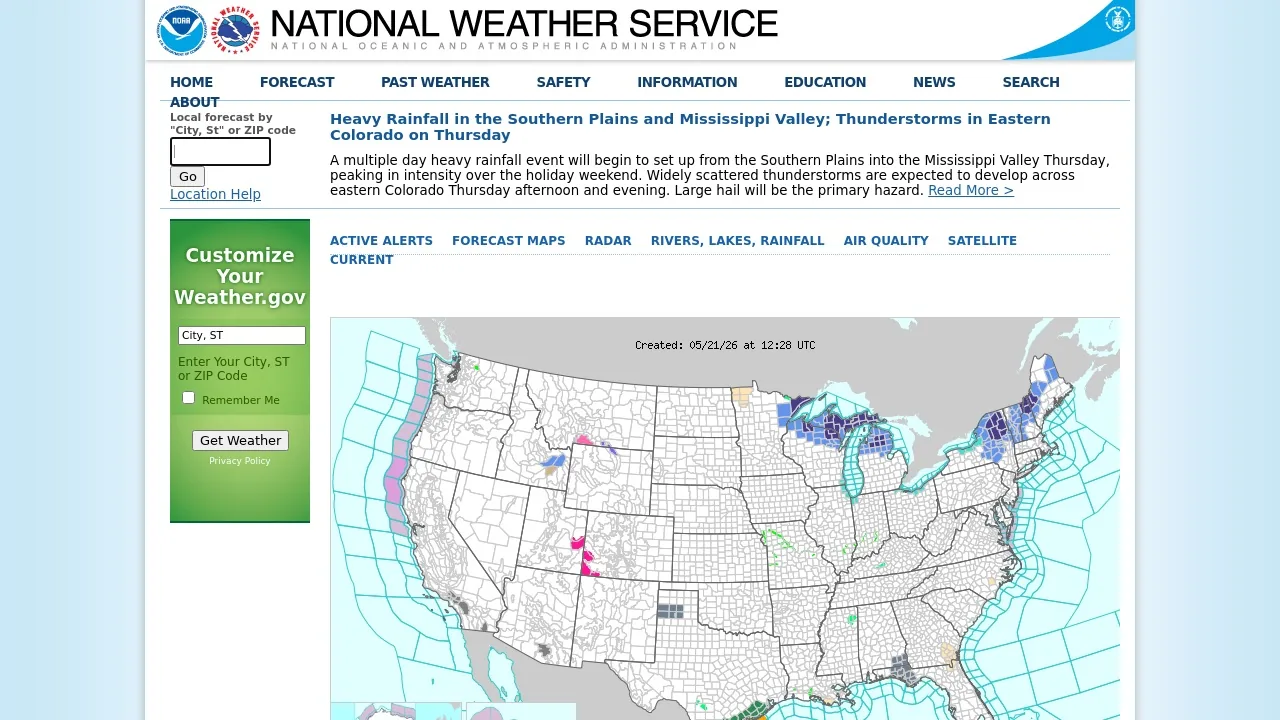 NOAA
NATIONAL WEATHER SERVICE
NATIONAL OCEANIC AND ATMOSPHERIC ADMINISTRATION
HOME FORECAST PAST WEATHER SAFETY INFORMATION EDUCATION NEWS SEARCH
ABOUT
Local forecast by
"City, St" or ZIP code
Go
Location Help
Heavy Rainfall in the Southern Plains and Mississippi Valley; Thunderstorms in Eastern
Colorado on Thursday
A multiple day heavy rainfall event will begin to set up from the Southern Plains into the Mississippi Valley Thursday,
peaking in intensity over the holiday weekend. Widely scattered thunderstorms are expected to develop across
eastern Colorado Thursday afternoon and evening. Large hail will be the primary hazard. Read More >
Customize
Your
Weather.gov
City, ST
Enter Your City, ST
or ZIP Code
Remember Me
Get Weather
Privacy Policy
ACTIVE ALERTS FORECAST MAPS RADAR RIVERS, LAKES, RAINFALL AIR QUALITY SATELLITE
CURRENT
Created: 05/21/26 at 12:28 UTC